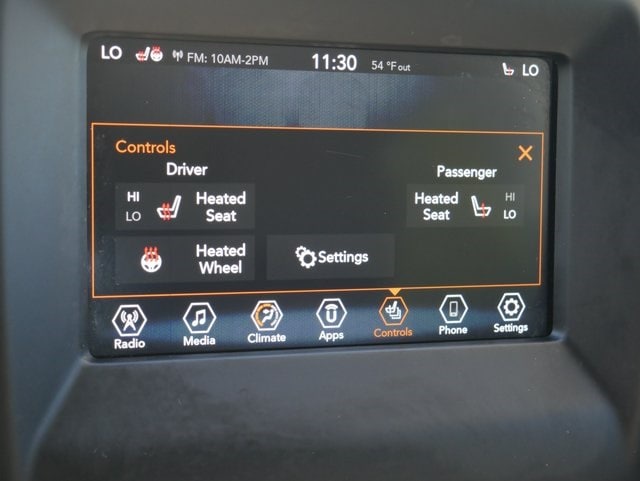 LO FM: 10AM-2PM 11:30 54 °F out LO
Controls
Driver Passenger
HI Heated Heated HI
LO Seat Seat LO
Heated
Wheel
Settings
Radio Media Climate Apps Controls Phone Settings